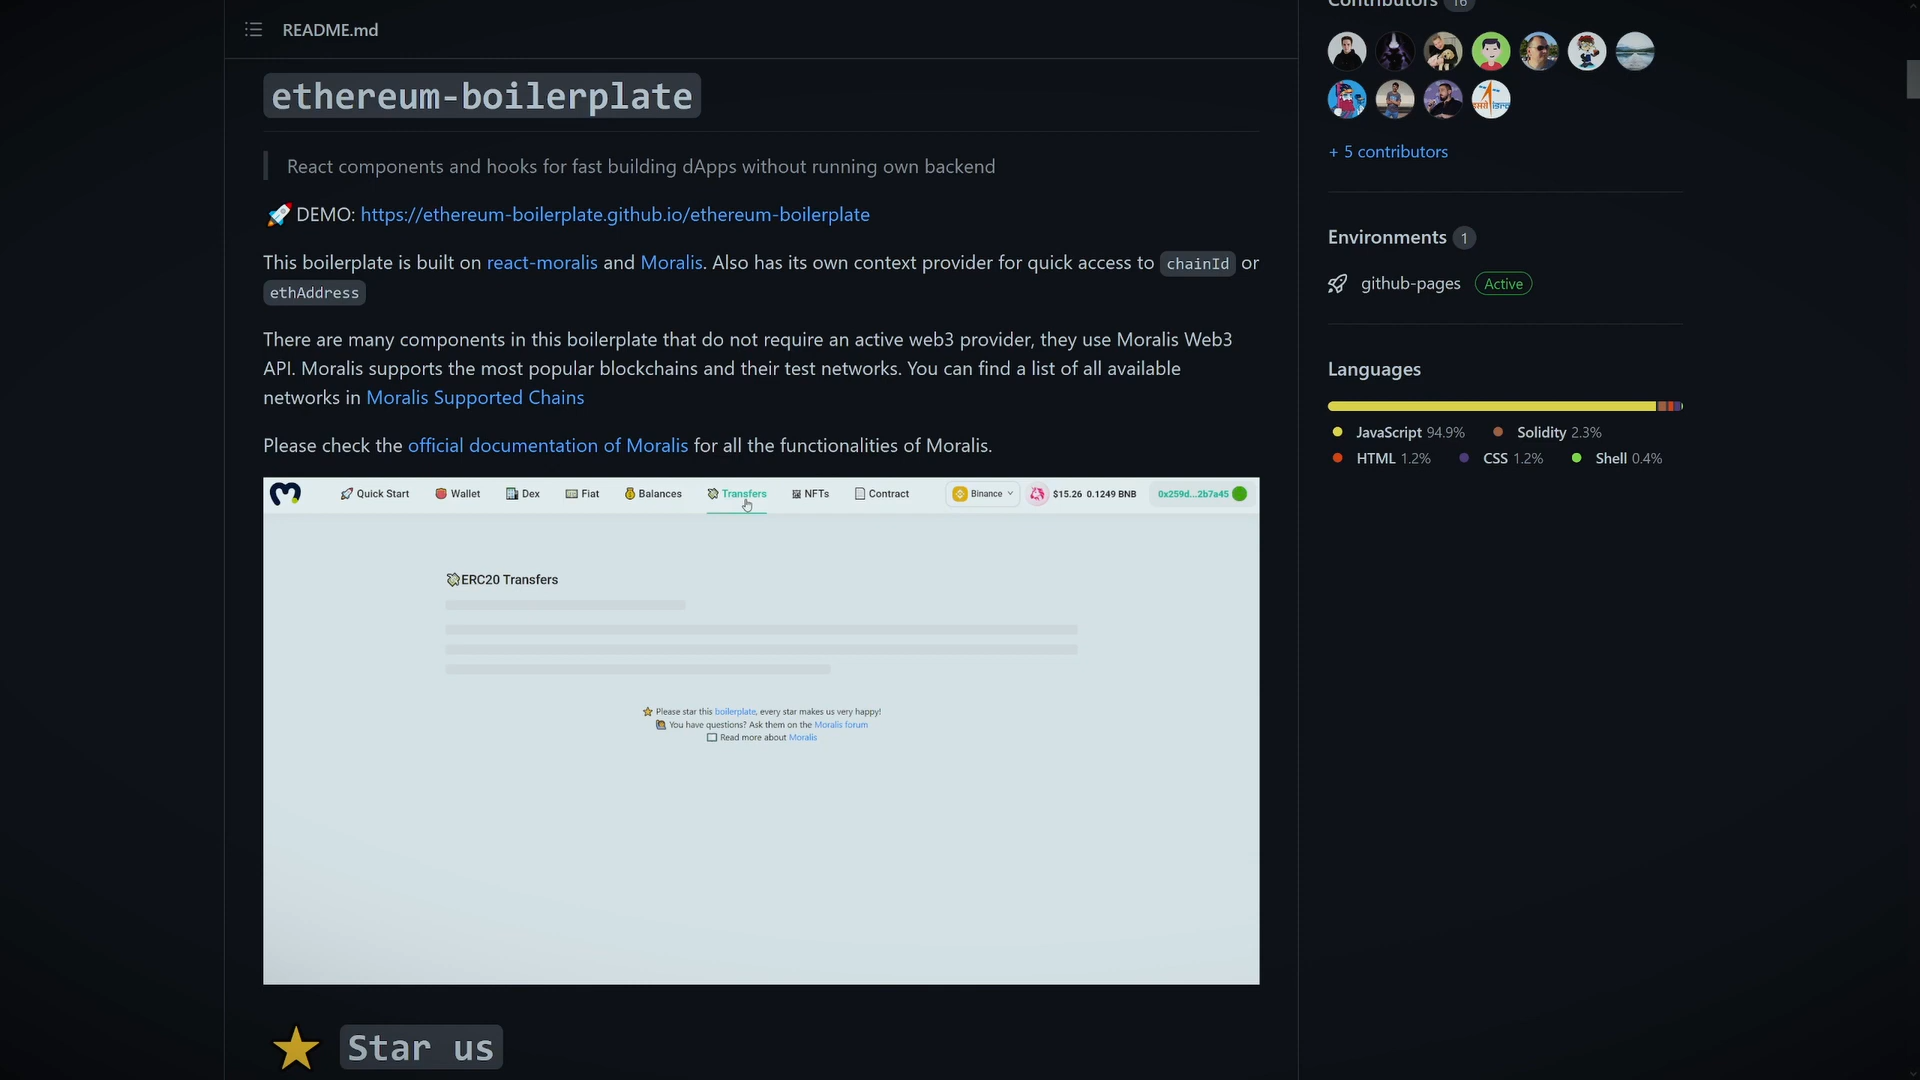 README.md
ethereum-boilerplate
React components and hooks for fast building dApps without running own backend
🚀 DEMO: https://ethereum-boilerplate.github.io/ethereum-boilerplate
This boilerplate is built on react-moralis and Moralis. Also has its own context provider for quick access to chainId or
ethAddress
There are many components in this boilerplate that do not require an active web3 provider, they use Moralis Web3
API. Moralis supports the most popular blockchains and their test networks. You can find a list of all available
networks in Moralis Supported Chains
Please check the official documentation of Moralis for all the functionalities of Moralis.
Quick Start Wallet Dex Fiat Balances Transfers NFTs Contract Binance $15.26 0.1249 BNB 0x259d...2b7a45
ERC20 Transfers
Please star this boilerplate, every star makes us very happy!
You have questions? Ask them on the Moralis forum
Read more about Moralis
Star us
Contributors 16
+ 5 contributors
Environments 1
github-pages Active
Languages
JavaScript 94.9% Solidity 2.3%
HTML 1.2% CSS 1.2% Shell 0.4%